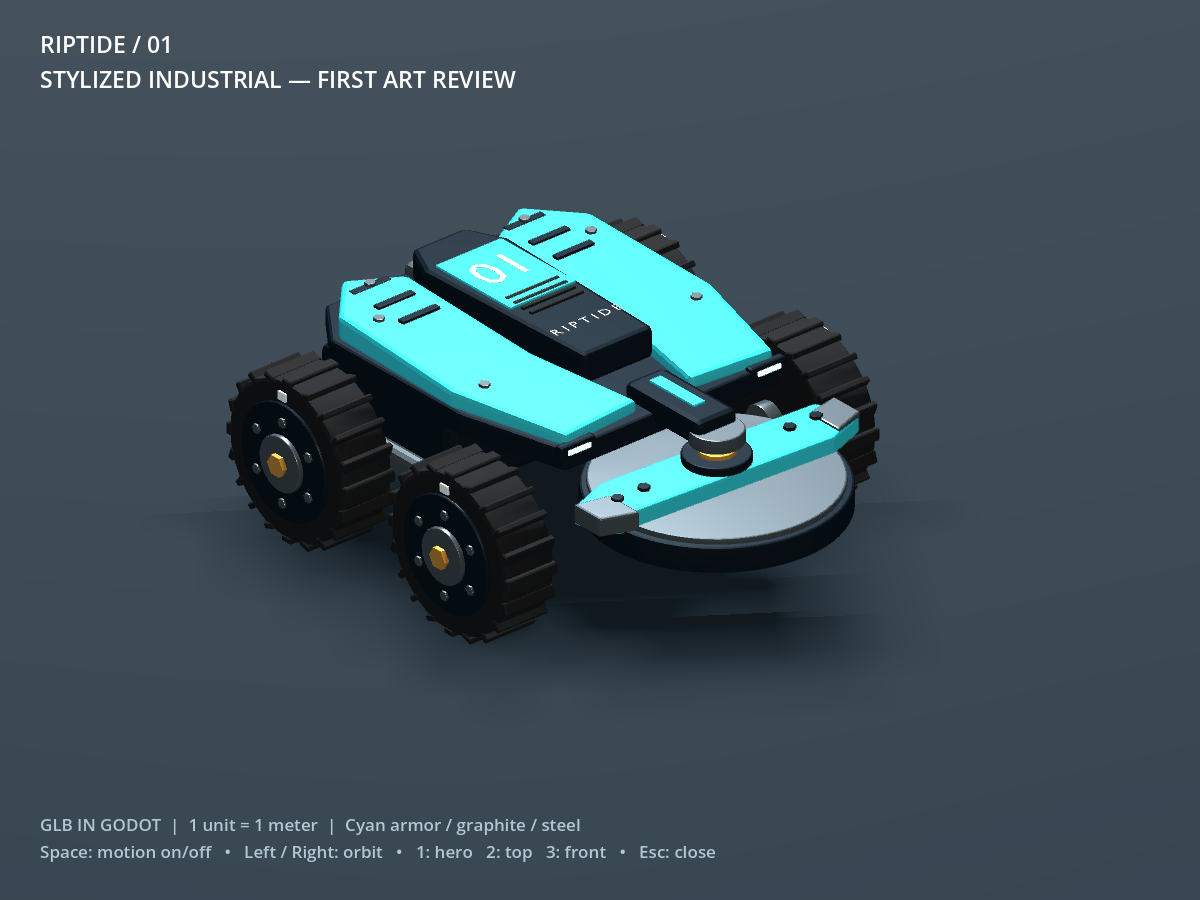 RIPTIDE / 01
STYLIZED INDUSTRIAL — FIRST ART REVIEW
01
RIPTIDE
GLB IN GODOT | 1 unit = 1 meter | Cyan armor / graphite / steel
Space: motion on/off • Left / Right: orbit • 1: hero 2: top 3: front • Esc: close